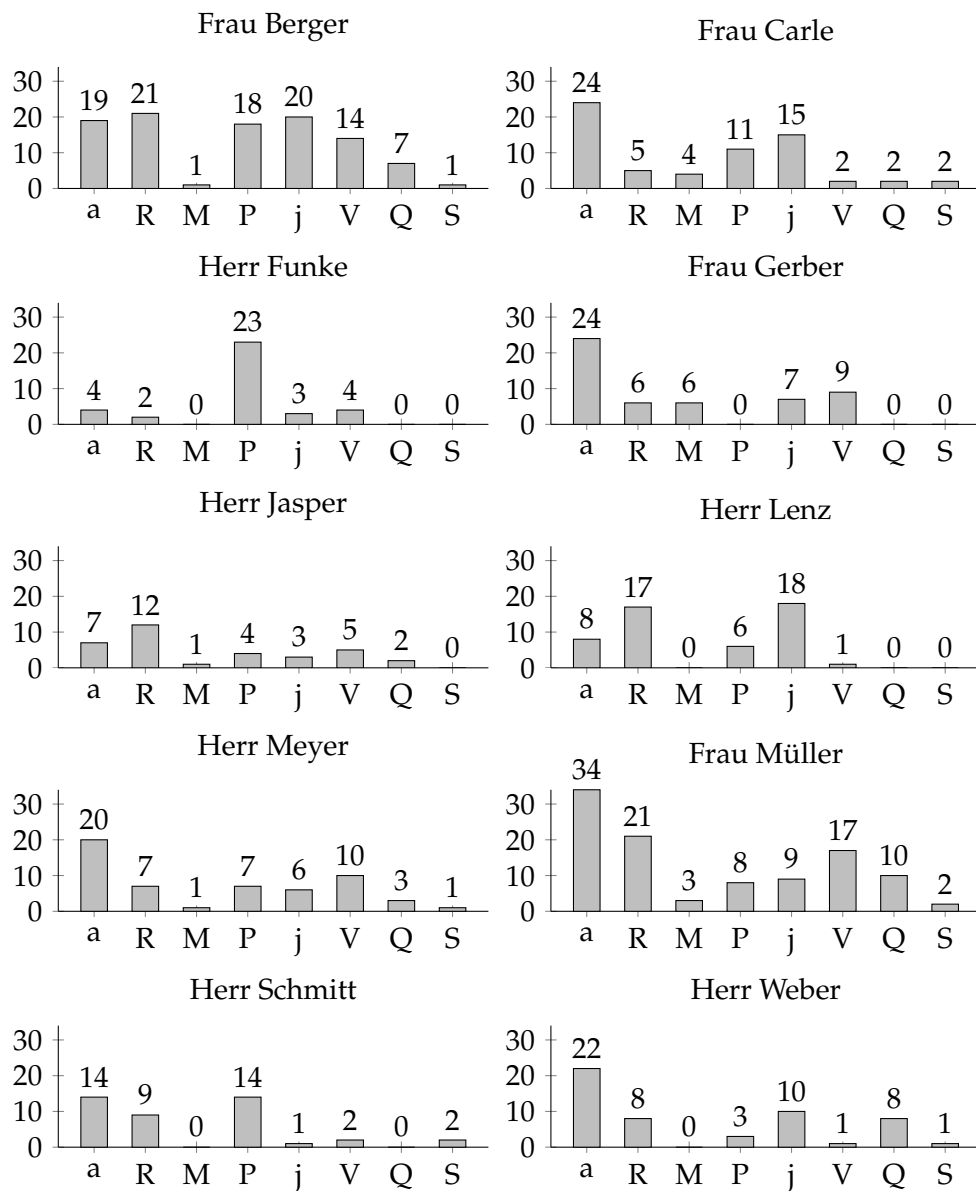 Frau Berger
30
20
10
0
19 21 1 18 20 14 7 1
a R M P j V Q S
Frau Carle
30
20
10
0
24 5 4 11 15 2 2 2
a R M P j V Q S
Herr Funke
30
20
10
0
4 2 0 23 3 4 0 0
a R M P j V Q S
Frau Gerber
30
20
10
0
24 6 6 0 7 9 0 0
a R M P j V Q S
Herr Jasper
30
20
10
0
7 12 1 4 3 5 2 0
a R M P j V Q S
Herr Lenz
30
20
10
0
8 17 0 6 18 1 0 0
a R M P j V Q S
Herr Meyer
30
20
10
0
20 7 1 7 6 10 3 1
a R M P j V Q S
Frau Müller
30
20
10
0
34 21 3 8 9 17 10 2
a R M P j V Q S
Herr Schmitt
30
20
10
0
14 9 0 14 1 2 0 2
a R M P j V Q S
Herr Weber
30
20
10
0
22 8 0 3 10 1 8 1
a R M P j V Q S